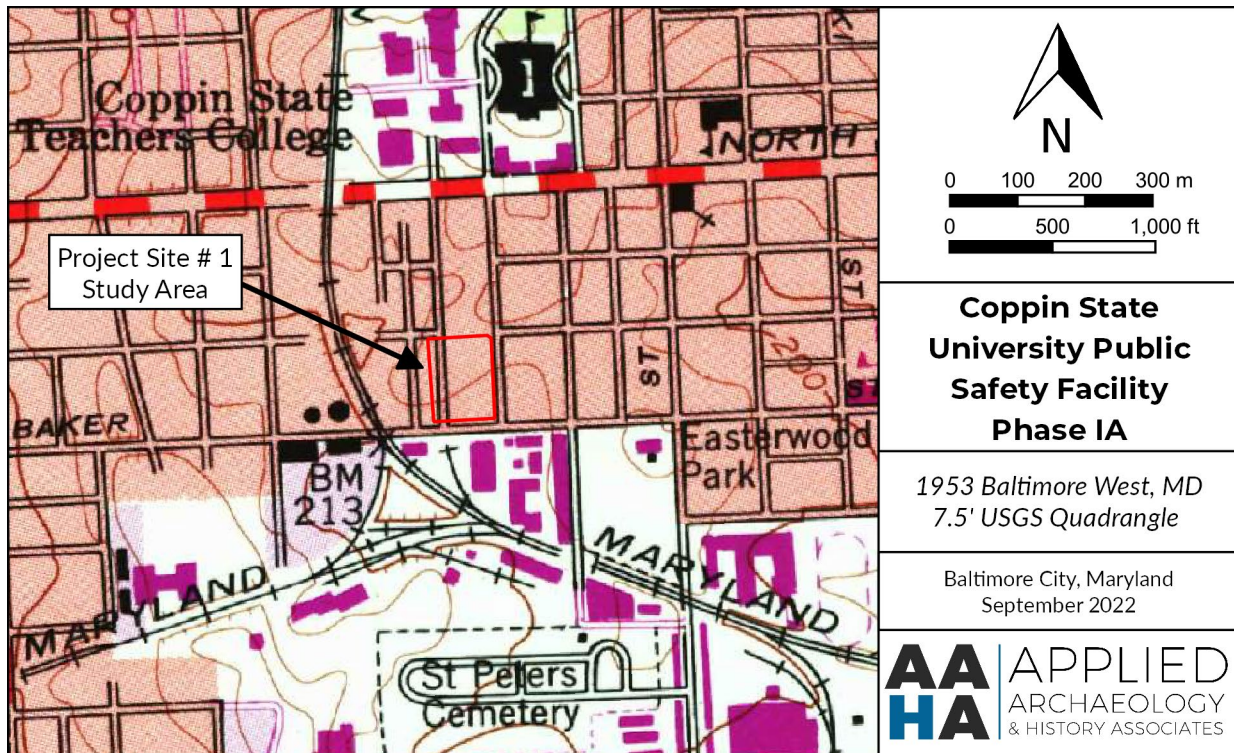 Coppin State
Teachers College
NORTH
Project Site # 1
Study Area
ST
ST
200
ST
BAKER
BM
213
Easterwood
Park
MARYLAND
MARYLAND
St Peters
Cemetery
N
0 100 200 300 m
0 500 1,000 ft
Coppin State
University Public
Safety Facility
Phase IA
1953 Baltimore West, MD
7.5' USGS Quadrangle
Baltimore City, Maryland
September 2022
AA
HA
APPLIED
ARCHAEOLOGY
& HISTORY ASSOCIATES